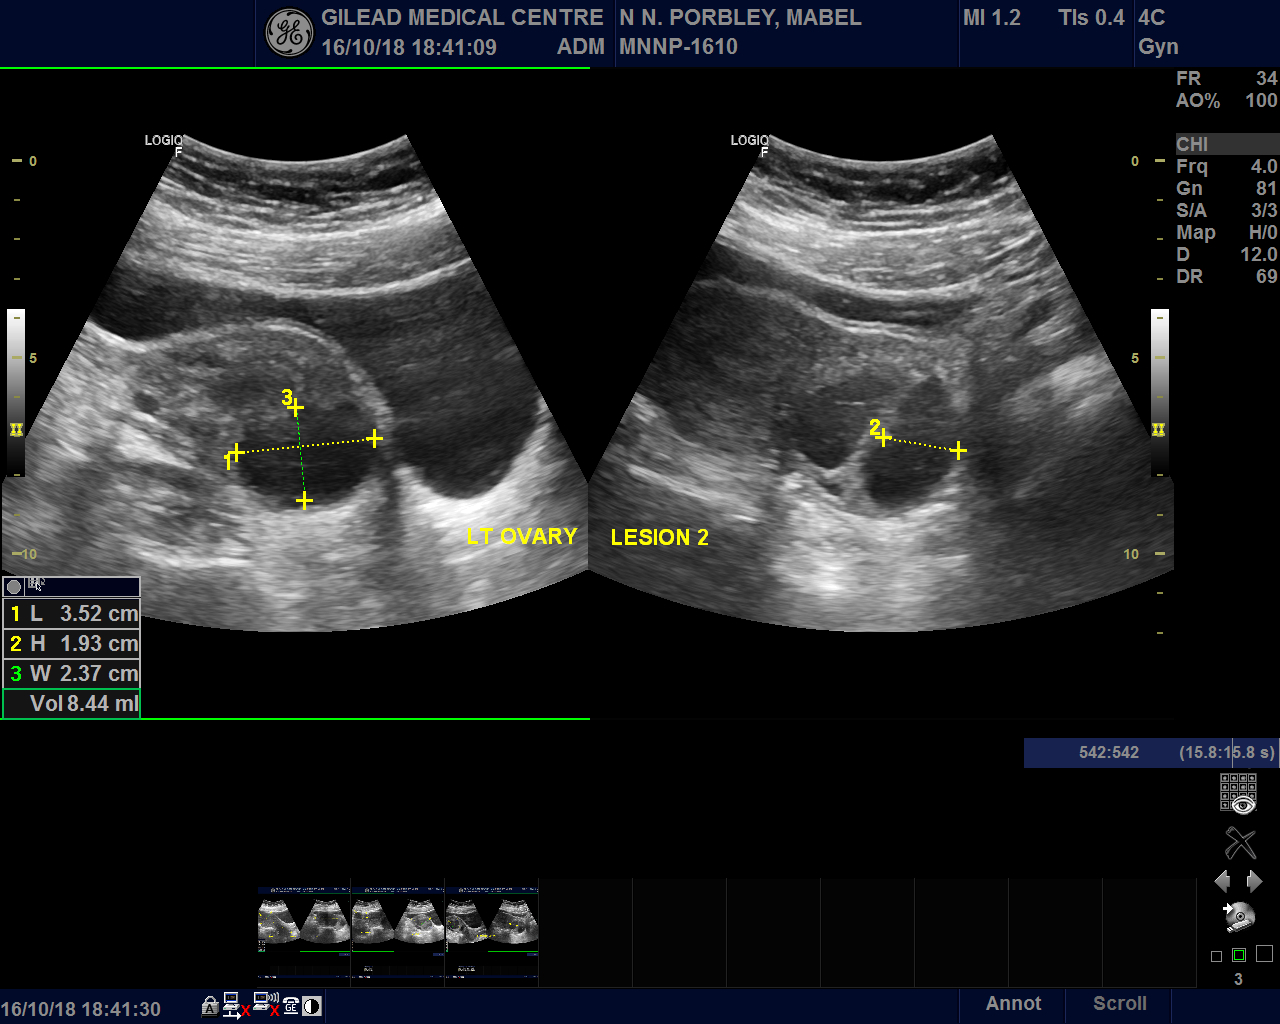 GILEAD MEDICAL CENTRE
16/10/18 18:41:09 ADM
N N. PORBLEY, MABEL
MNNP-1610
MI 1.2 TIs 0.4
4C
Gyn
FR 34
AO% 100
CHI
Frq 4.0
Gn 81
S/A 3/3
Map H/0
D 12.0
DR 69
LOGIQ
F
LOGIQ
F
0
5
10
0
5
10
3
1
2
LT OVARY
LESION 2
1 L 3.52 cm
2 H 1.93 cm
3 W 2.37 cm
Vol 8.44 ml
542:542 (15.8:15.8 s)
3
16/10/18 18:41:30
Annot
Scroll